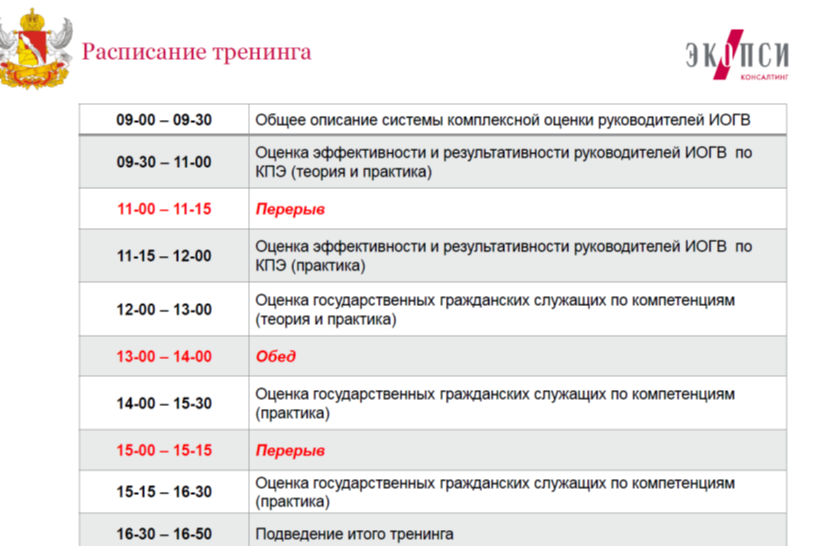 Расписание тренинга
ЭКОПСИ
КОНСАЛТИНГ
09-00 – 09-30 Общее описание системы комплексной оценки руководителей ИОГВ
09-30 – 11-00 Оценка эффективности и результативности руководителей ИОГВ по
КПЭ (теория и практика)
11-00 – 11-15 Перерыв
11-15 – 12-00 Оценка эффективности и результативности руководителей ИОГВ по
КПЭ (практика)
12-00 – 13-00 Оценка государственных гражданских служащих по компетенциям
(теория и практика)
13-00 – 14-00 Обед
14-00 – 15-30 Оценка государственных гражданских служащих по компетенциям
(практика)
15-00 – 15-15 Перерыв
15-15 – 16-30 Оценка государственных гражданских служащих по компетенциям
(практика)
16-30 – 16-50 Подведение итого тренинга